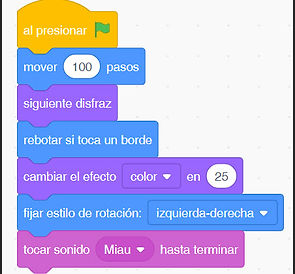 al presionar
mover 100 pasos
siguiente disfraz
rebotar si toca un borde
cambiar el efecto color en 25
fijar estilo de rotación: izquierda-derecha
tocar sonido Miau hasta terminar